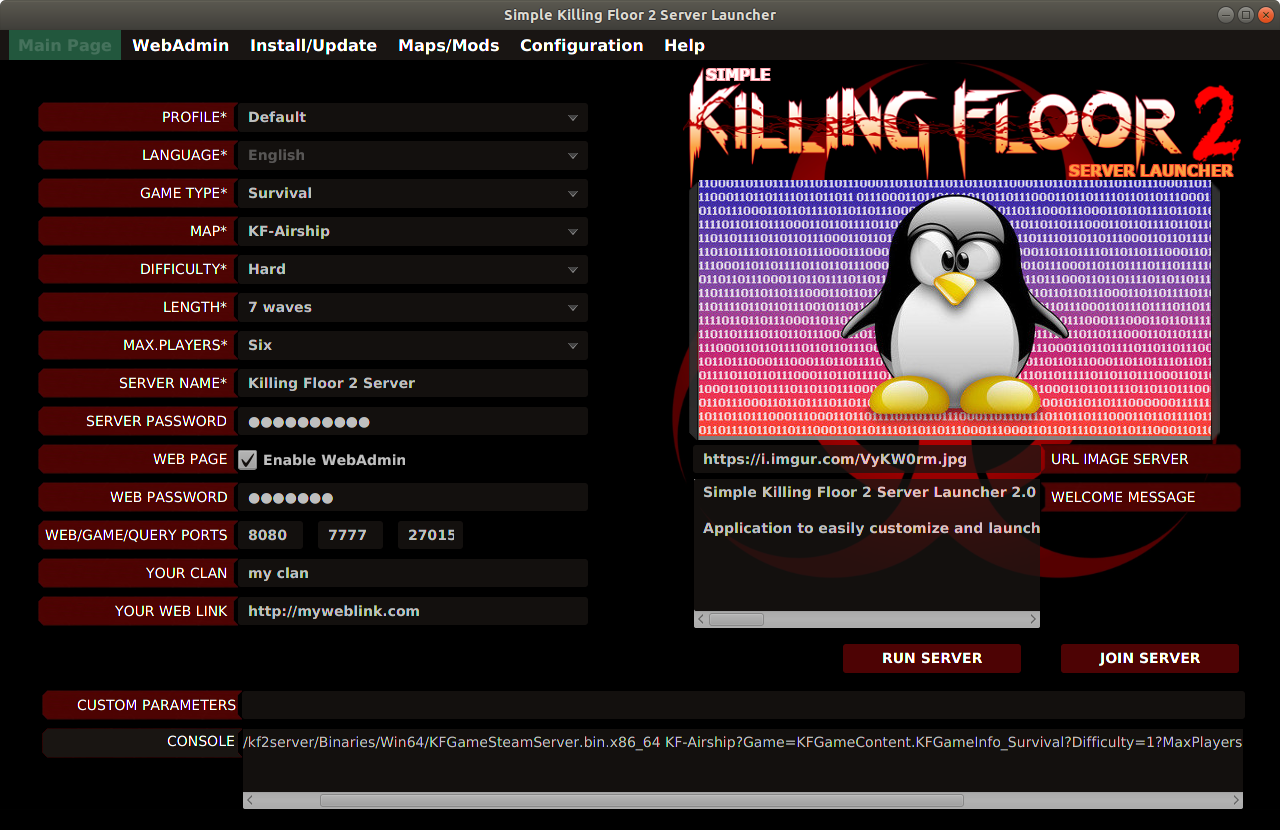 Simple Killing Floor 2 Server Launcher
Main Page WebAdmin Install/Update Maps/Mods Configuration Help
PROFILE* Default
LANGUAGE* English
GAME TYPE* Survival
MAP* KF-Airship
DIFFICULTY* Hard
LENGTH* 7 waves
MAX.PLAYERS* Six
SERVER NAME* Killing Floor 2 Server
SERVER PASSWORD ●●●●●●●●●●
WEB PAGE Enable WebAdmin
WEB PASSWORD ●●●●●●●
WEB/GAME/QUERY PORTS 8080 7777 27015
YOUR CLAN my clan
YOUR WEB LINK http://myweblink.com
SIMPLE
KILLING FLOOR 2
SERVER LAUNCHER
https://i.imgur.com/VyKW0rm.jpg URL IMAGE SERVER
Simple Killing Floor 2 Server Launcher 2.0 WELCOME MESSAGE
Application to easily customize and launch
RUN SERVER JOIN SERVER
CUSTOM PARAMETERS
CONSOLE /kf2server/Binaries/Win64/KFGameSteamServer.bin.x86_64 KF-Airship?Game=KFGameContent.KFGameInfo_Survival?Difficulty=1?MaxPlayers